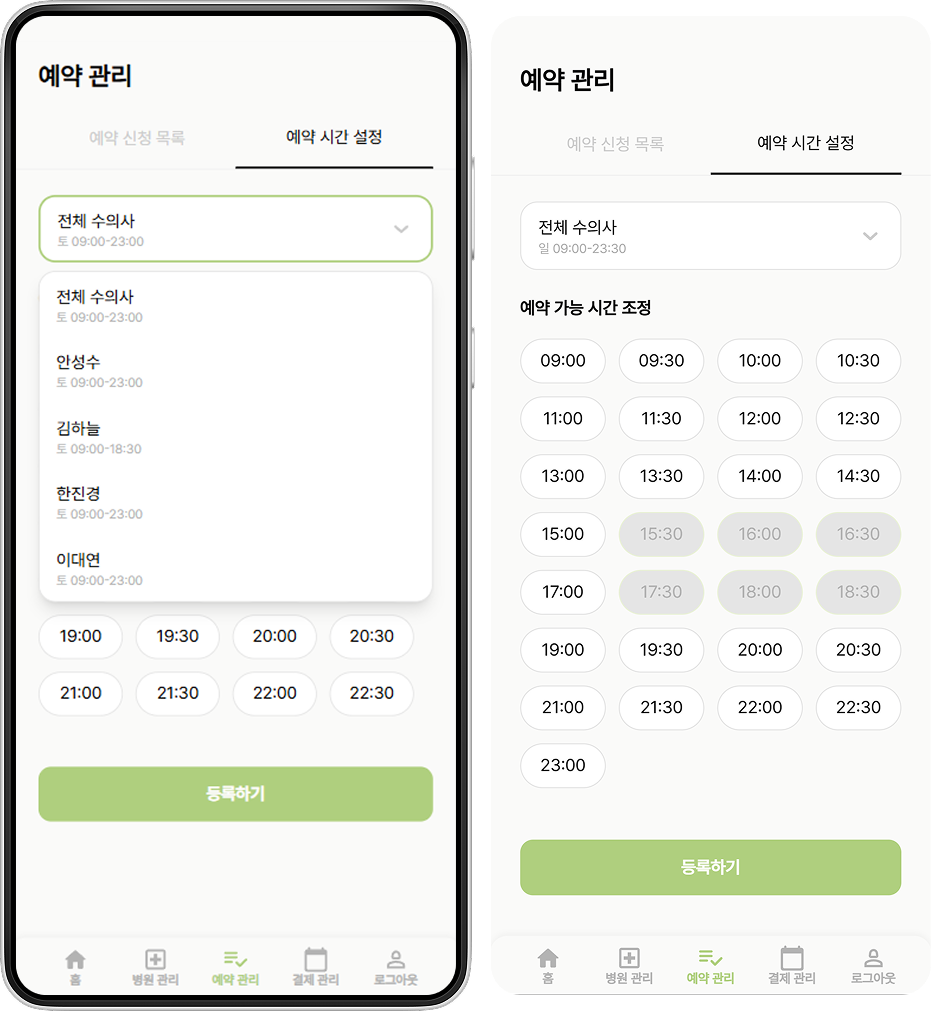 예약 관리
예약 신청 목록 예약 시간 설정
전체 수의사
토 09:00-23:00
전체 수의사
토 09:00-23:00
안성수
토 09:00-23:00
김하늘
토 09:00-18:30
한진경
토 09:00-23:00
이대연
토 09:00-23:00
19:00 19:30 20:00 20:30
21:00 21:30 22:00 22:30
등록하기
홈 병원 관리 예약 관리 결제 관리 로그아웃
예약 관리
예약 신청 목록 예약 시간 설정
전체 수의사
일 09:00-23:30
예약 가능 시간 조정
09:00 09:30 10:00 10:30
11:00 11:30 12:00 12:30
13:00 13:30 14:00 14:30
15:00 15:30 16:00 16:30
17:00 17:30 18:00 18:30
19:00 19:30 20:00 20:30
21:00 21:30 22:00 22:30
23:00
등록하기
홈 병원 관리 예약 관리 결제 관리 로그아웃